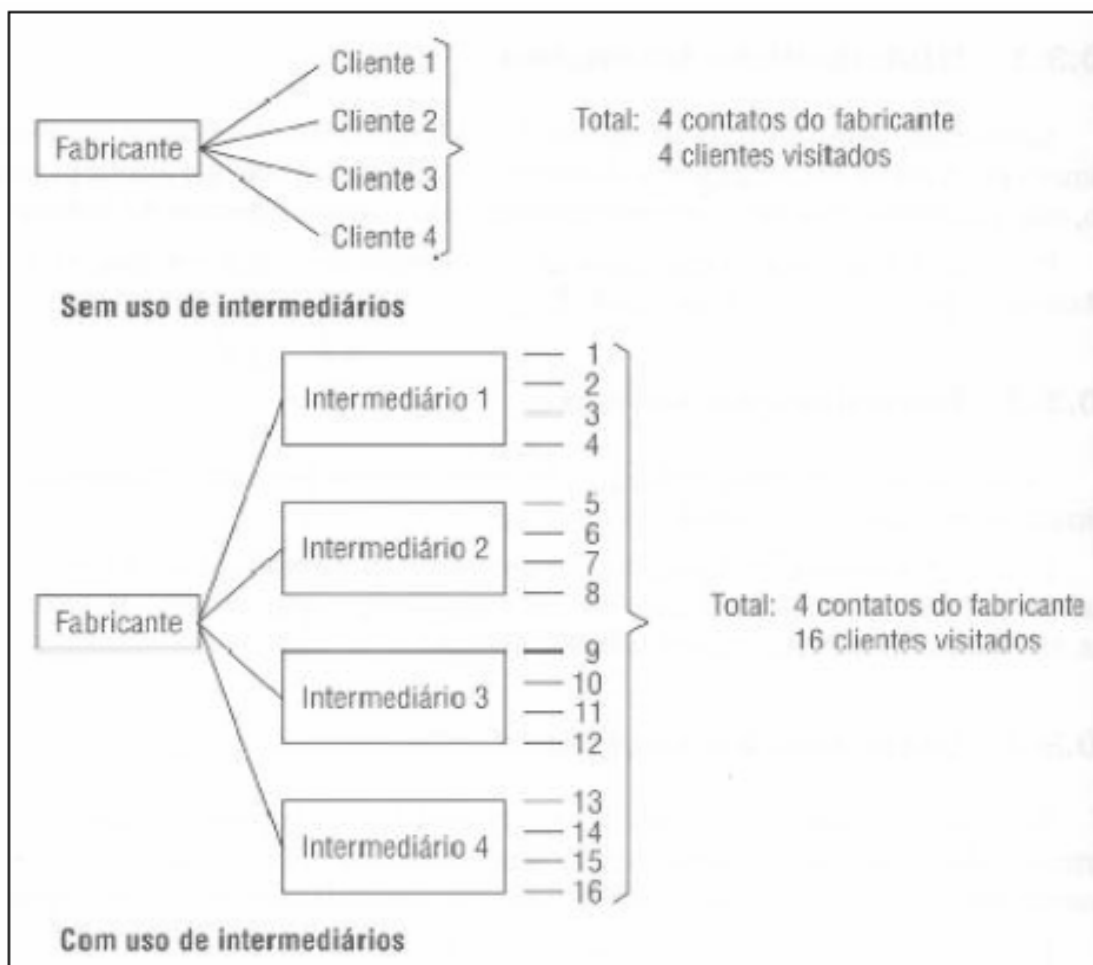 Cliente 1
Cliente 2
Fabricante
Cliente 3
Cliente 4
Total: 4 contatos do fabricante
4 clientes visitados
Sem uso de intermediários
Fabricante
Intermediário 1
1
2
3
4
Intermediário 2
5
6
7
8
Intermediário 3
9
10
11
12
Intermediário 4
13
14
15
16
Total: 4 contatos do fabricante
16 clientes visitados
Com uso de intermediários